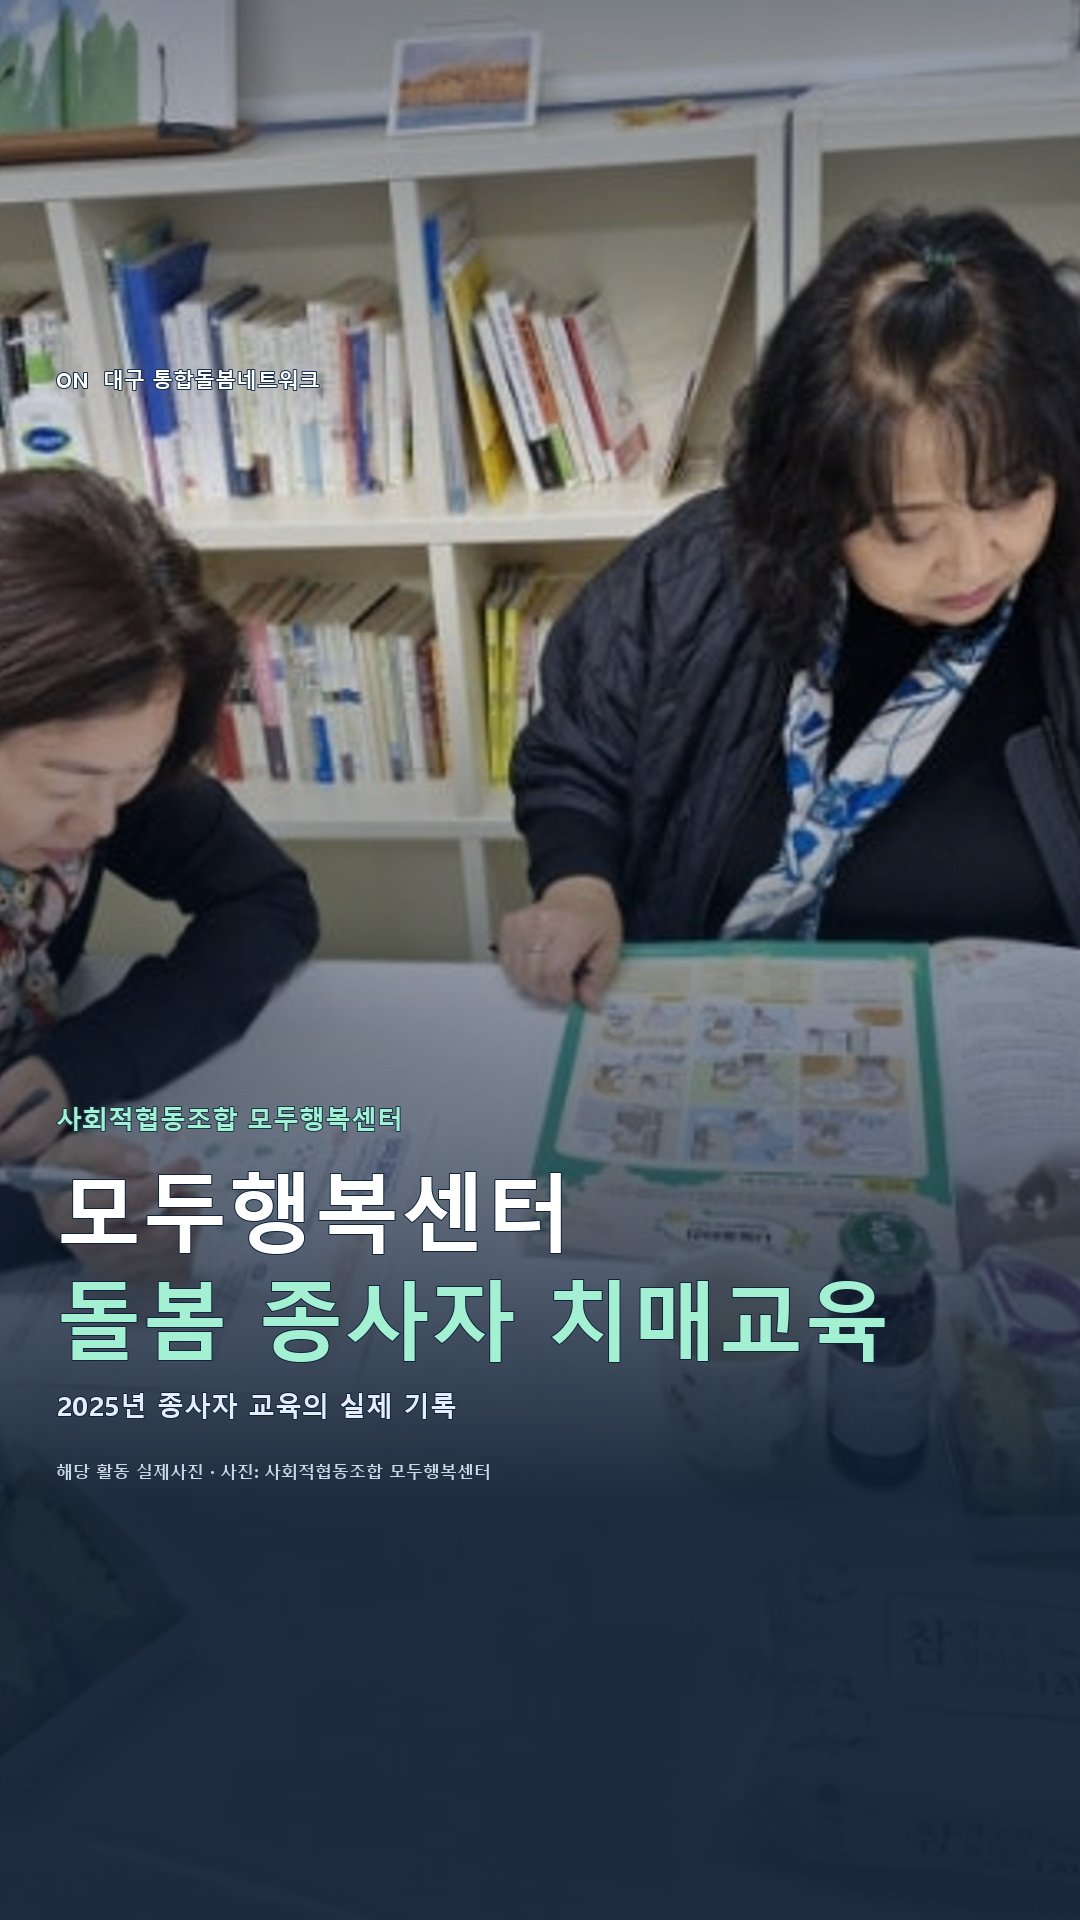 ON 대구 통합돌봄네트워크
사회적협동조합 모두행복센터
모두행복센터
돌봄 종사자 치매교육
2025년 종사자 교육의 실제 기록
해당 활동 실제사진 · 사진: 사회적협동조합 모두행복센터
참
참